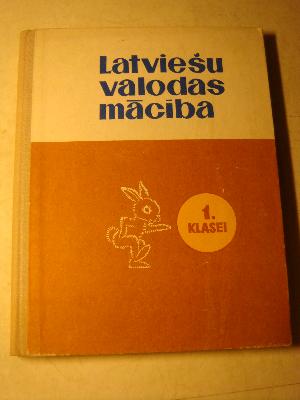 Latviešu
valodas
mācība
1.
KLASEI